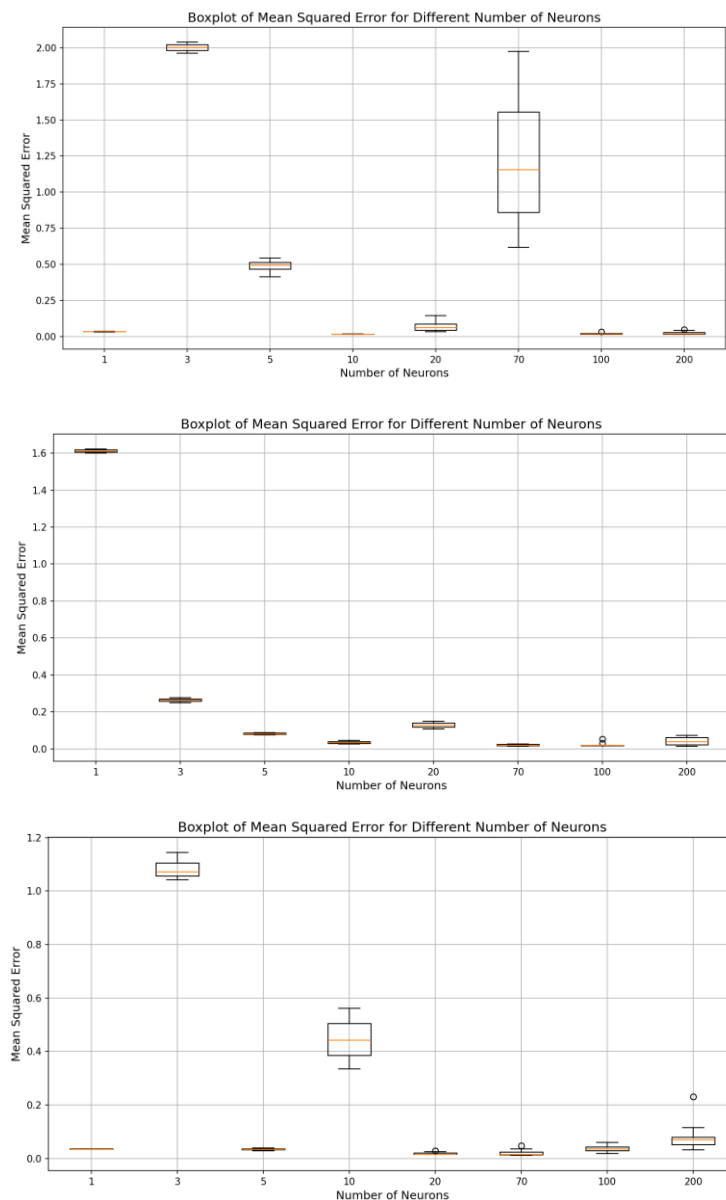 Boxplot of Mean Squared Error for Different Number of Neurons
2.00
1.75
1.50
1.25
1.00
0.75
0.50
0.25
0.00
Mean Squared Error
1 3 5 10 20 70 100 200
Number of Neurons
Boxplot of Mean Squared Error for Different Number of Neurons
1.6
1.4
1.2
1.0
0.8
0.6
0.4
0.2
0.0
Mean Squared Error
1 3 5 10 20 70 100 200
Number of Neurons
Boxplot of Mean Squared Error for Different Number of Neurons
1.2
1.0
0.8
0.6
0.4
0.2
0.0
Mean Squared Error
1 3 5 10 20 70 100 200
Number of Neurons